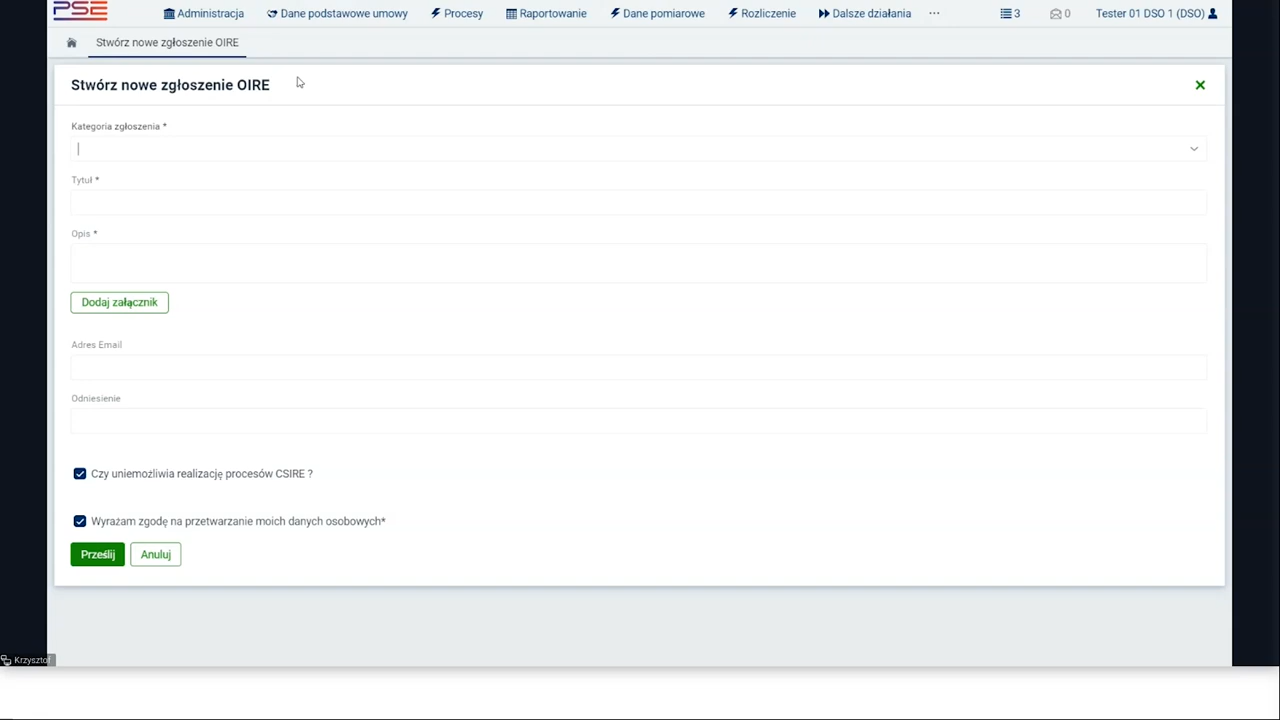 PSE
Administracja Dane podstawowe umowy Procesy Raportowanie Dane pomiarowe Rozliczenie Dalsze działania ... 3 0 Tester 01 DSO 1 (DSO)
Stwórz nowe zgłoszenie OIRE
Stwórz nowe zgłoszenie OIRE
Kategoria zgłoszenia *
Tytuł *
Opis *
Dodaj załącznik
Adres Email
Odniesienie
Czy uniemożliwia realizację procesów CSIRE ?
Wyrażam zgodę na przetwarzanie moich danych osobowych*
Prześlij Anuluj
Krzysztof